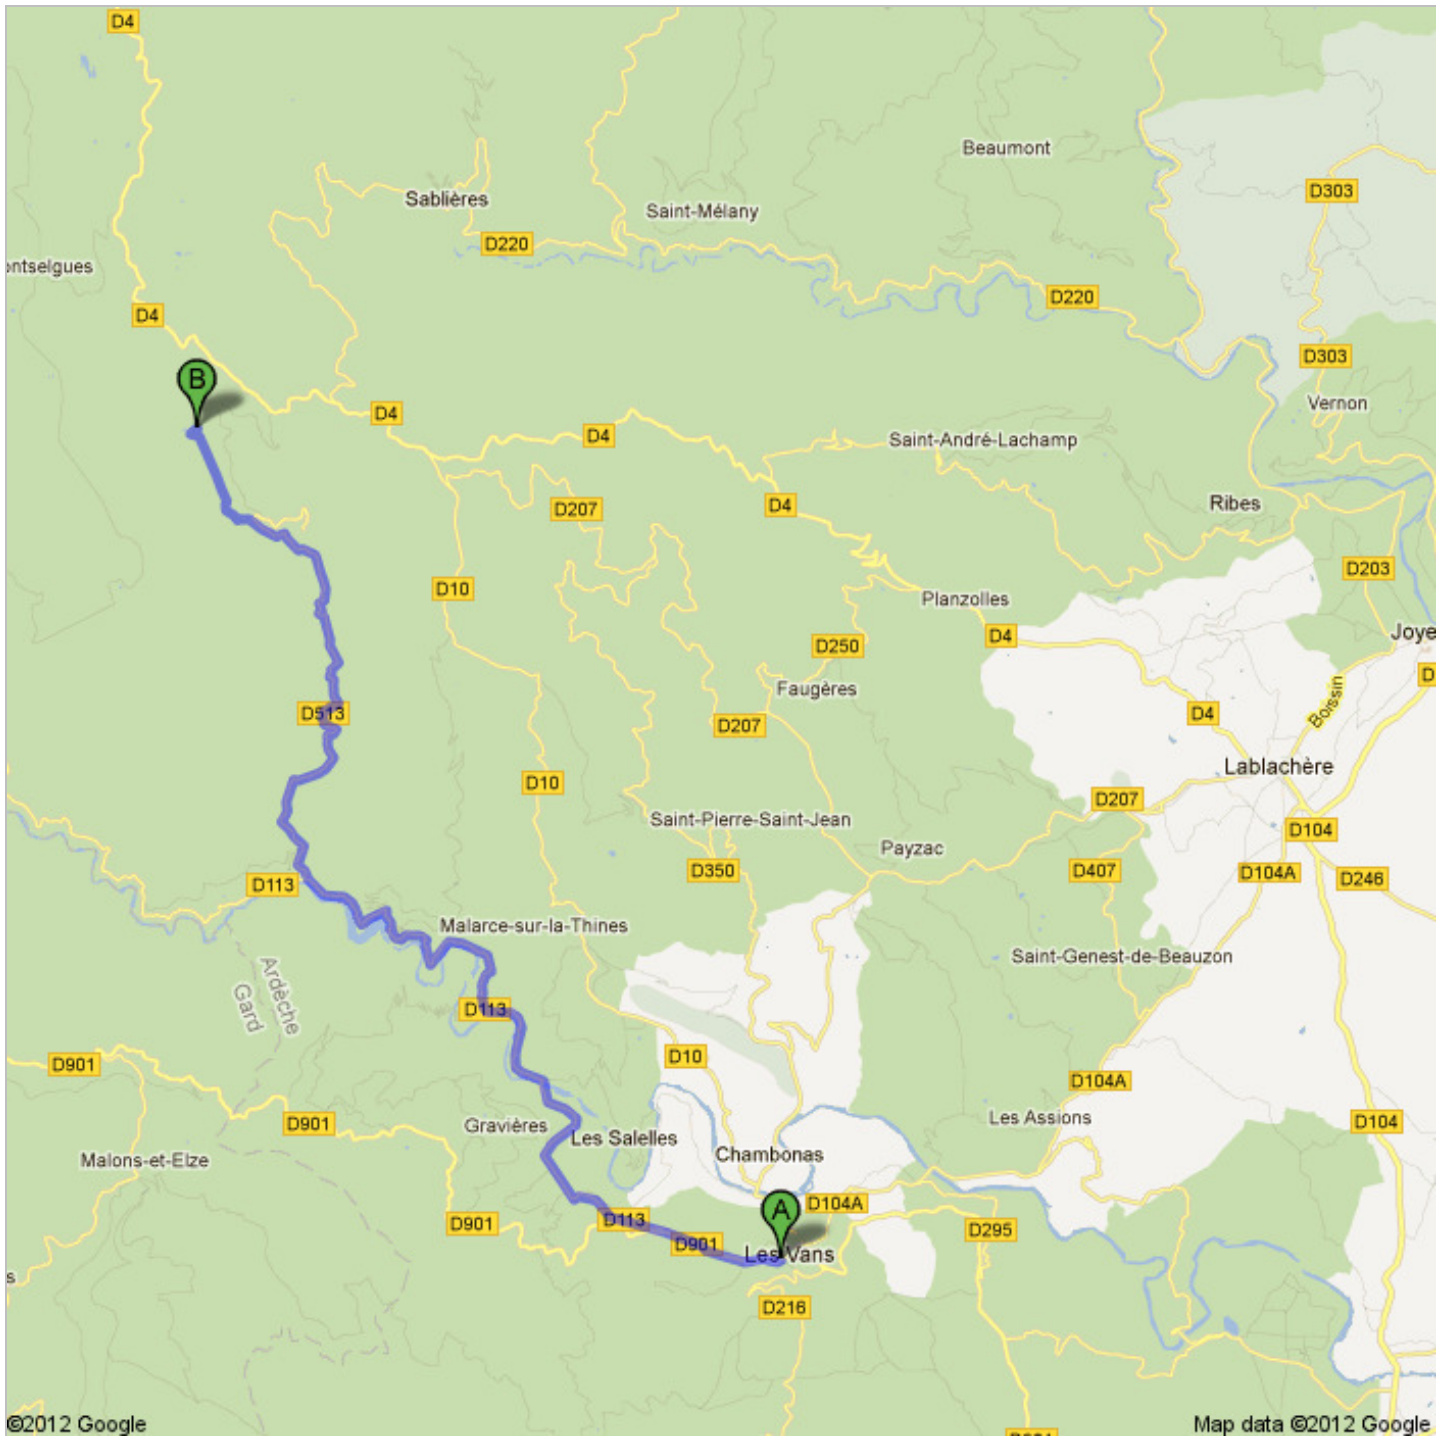 D4
Beaumont
D303
Sablières
Saint-Mélany
D220
ontselgues
D220
D4
D303
B
Vernon
D4
D4
Saint-André-Lachamp
D207
D4
Ribes
D203
D10
Planzolles
D4
Joye
D250
D
Faugères
D513
D207
D4
Boissin
Lablachère
D10
D207
Saint-Pierre-Saint-Jean
D104
Payzac
D350
D407
D104A
D246
D113
Malarce-sur-la-Thines
Saint-Genest-de-Beauzon
Ardèche
Gard
D113
D10
D901
D104A
D901
Gravières
Les Assions
D104
Les Salelles
Malons-et-Elze
Chambonas
D104A
A
D901
D113
D295
D901
Les Vans
s
D216
©2012 Google
Map data ©2012 Google